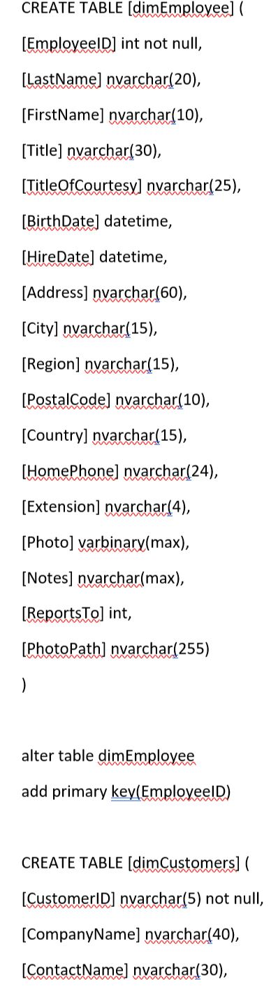 CREATE TABLE [dimEmployee] (
[EmployeeID] int not null,
[LastName] nvarchar(20),
[FirstName] nvarchar(10),
[Title] nvarchar(30),
[TitleOfCourtesy] nvarchar(25),
[BirthDate] datetime,
[HireDate] datetime,
[Address] nvarchar(60),
[City] nvarchar(15),
[Region] nvarchar(15),
[PostalCode] nvarchar(10),
[Country] nvarchar(15),
[HomePhone] nvarchar(24),
[Extension] nvarchar(4),
[Photo] varbinary(max),
[Notes] nvarchar(max),
[ReportsTo] int,
[PhotoPath] nvarchar(255)
)
alter table dimEmployee
add primary key(EmployeeID)
CREATE TABLE [dimCustomers] (
[CustomerID] nvarchar(5) not null,
[CompanyName] nvarchar(40),
[ContactName] nvarchar(30),